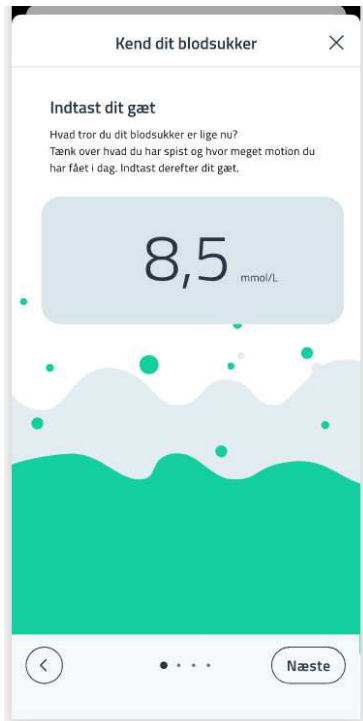 Kend dit blodsukker
Indtast dit gæt
Hvad tror du dit blodsukker er lige nu?
Tænk over hvad du har spist og hvor meget motion du
har fået i dag. Indtast derefter dit gæt.
8,5 mmol/L
Næste